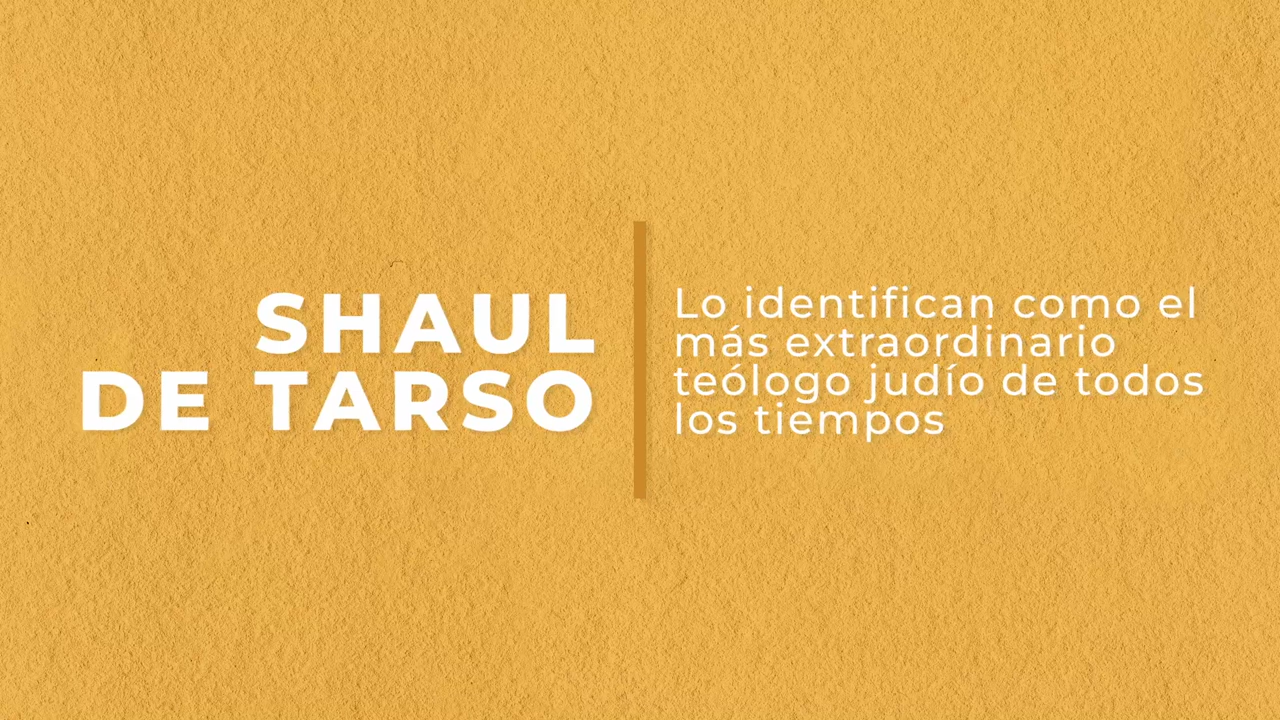 SHAUL
DE TARSO
Lo identifican como el
más extraordinario
teólogo judío de todos
los tiempos